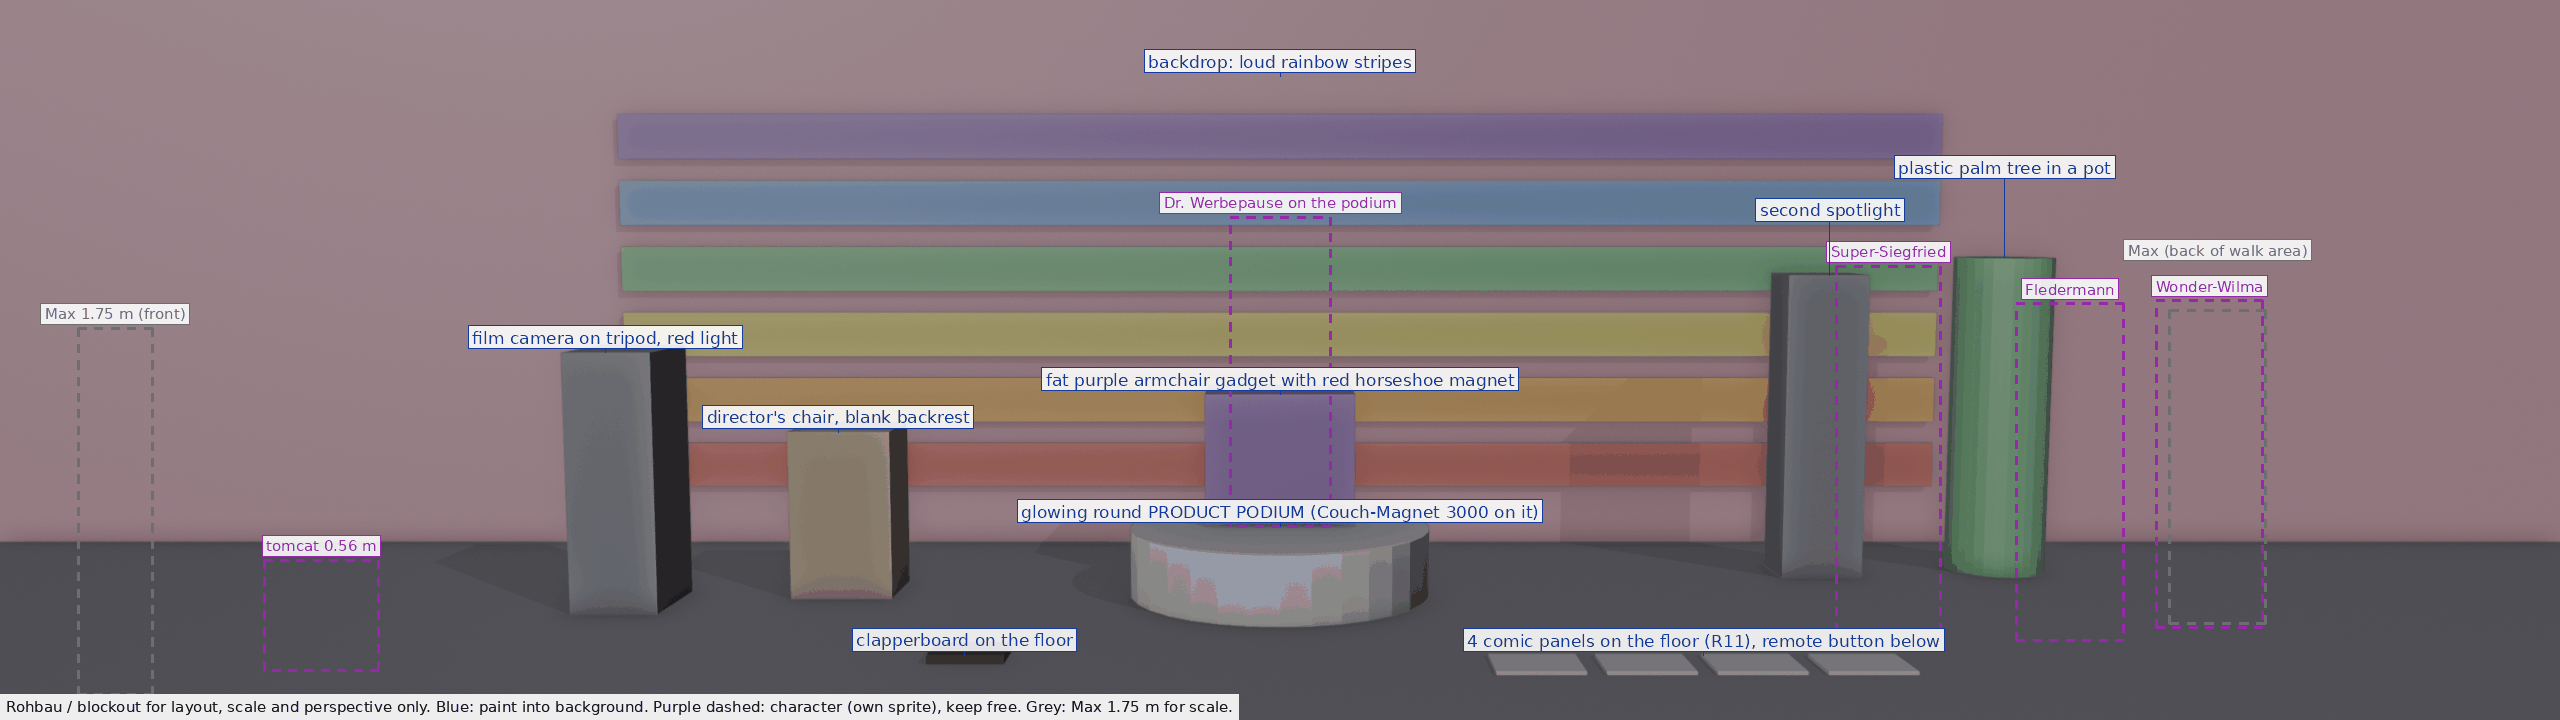 backdrop: loud rainbow stripes
plastic palm tree in a pot
Dr. Werbepause on the podium
second spotlight
Super-Siegfried
Max (back of walk area)
Fledermann
Wonder-Wilma
Max 1.75 m (front)
film camera on tripod, red light
fat purple armchair gadget with red horseshoe magnet
director's chair, blank backrest
glowing round PRODUCT PODIUM (Couch-Magnet 3000 on it)
tomcat 0.56 m
clapperboard on the floor
4 comic panels on the floor (R11), remote button below
Rohbau / blockout for layout, scale and perspective only. Blue: paint into background. Purple dashed: character (own sprite), keep free. Grey: Max 1.75 m for scale.